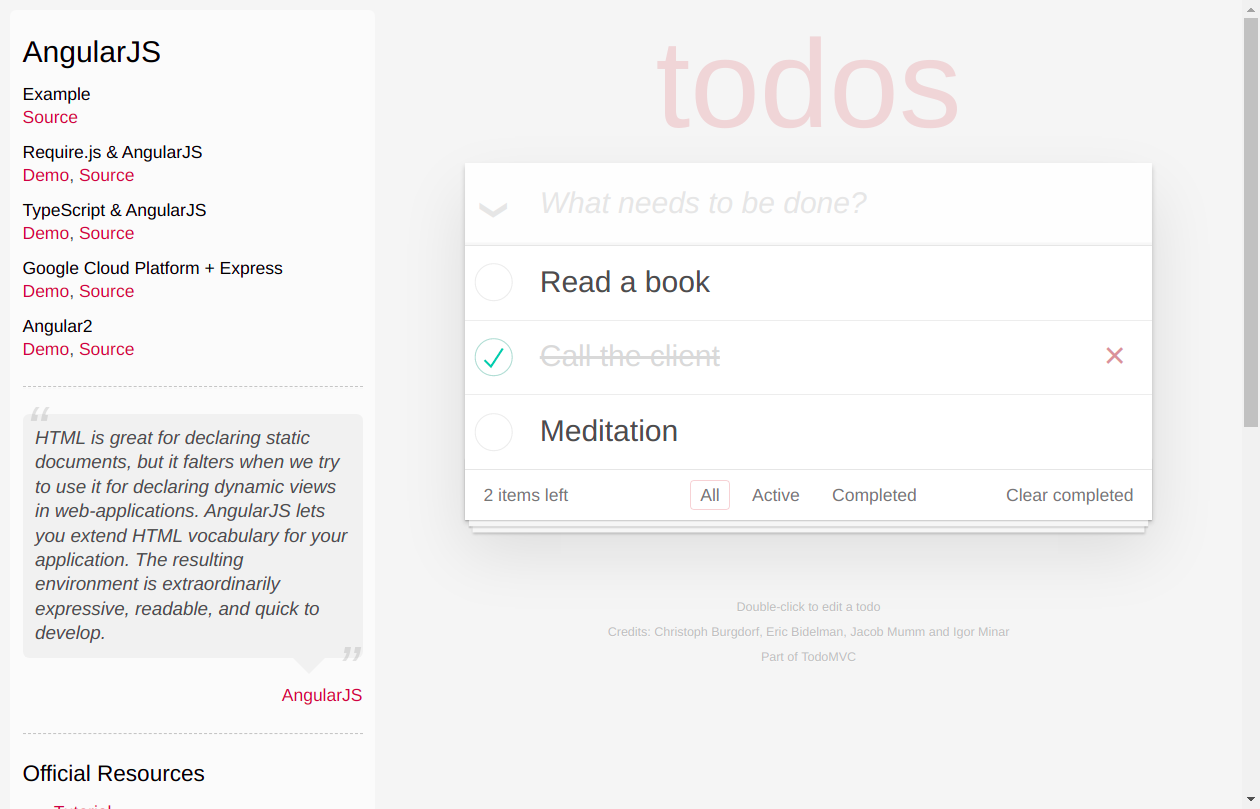 AngularJS
Example
Source
Require.js & AngularJS
Demo, Source
TypeScript & AngularJS
Demo, Source
Google Cloud Platform + Express
Demo, Source
Angular2
Demo, Source
“
HTML is great for declaring static
documents, but it falters when we try
to use it for declaring dynamic views
in web-applications. AngularJS lets
you extend HTML vocabulary for your
application. The resulting
environment is extraordinarily
expressive, readable, and quick to
develop.
”
AngularJS
Official Resources
Tutorial
todos
What needs to be done?
Read a book
Call the client
Meditation
2 items left
All
Active
Completed
Clear completed
Double-click to edit a todo
Credits: Christoph Burgdorf, Eric Bidelman, Jacob Mumm and Igor Minar
Part of TodoMVC